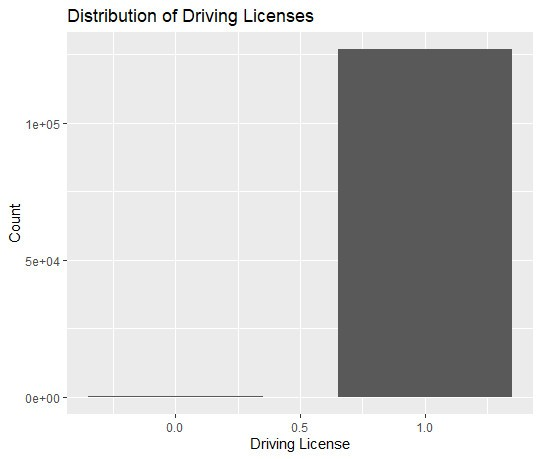 Distribution of Driving Licenses
1e+05
5e+04
0e+00
Count
0.0 0.5 1.0
Driving License